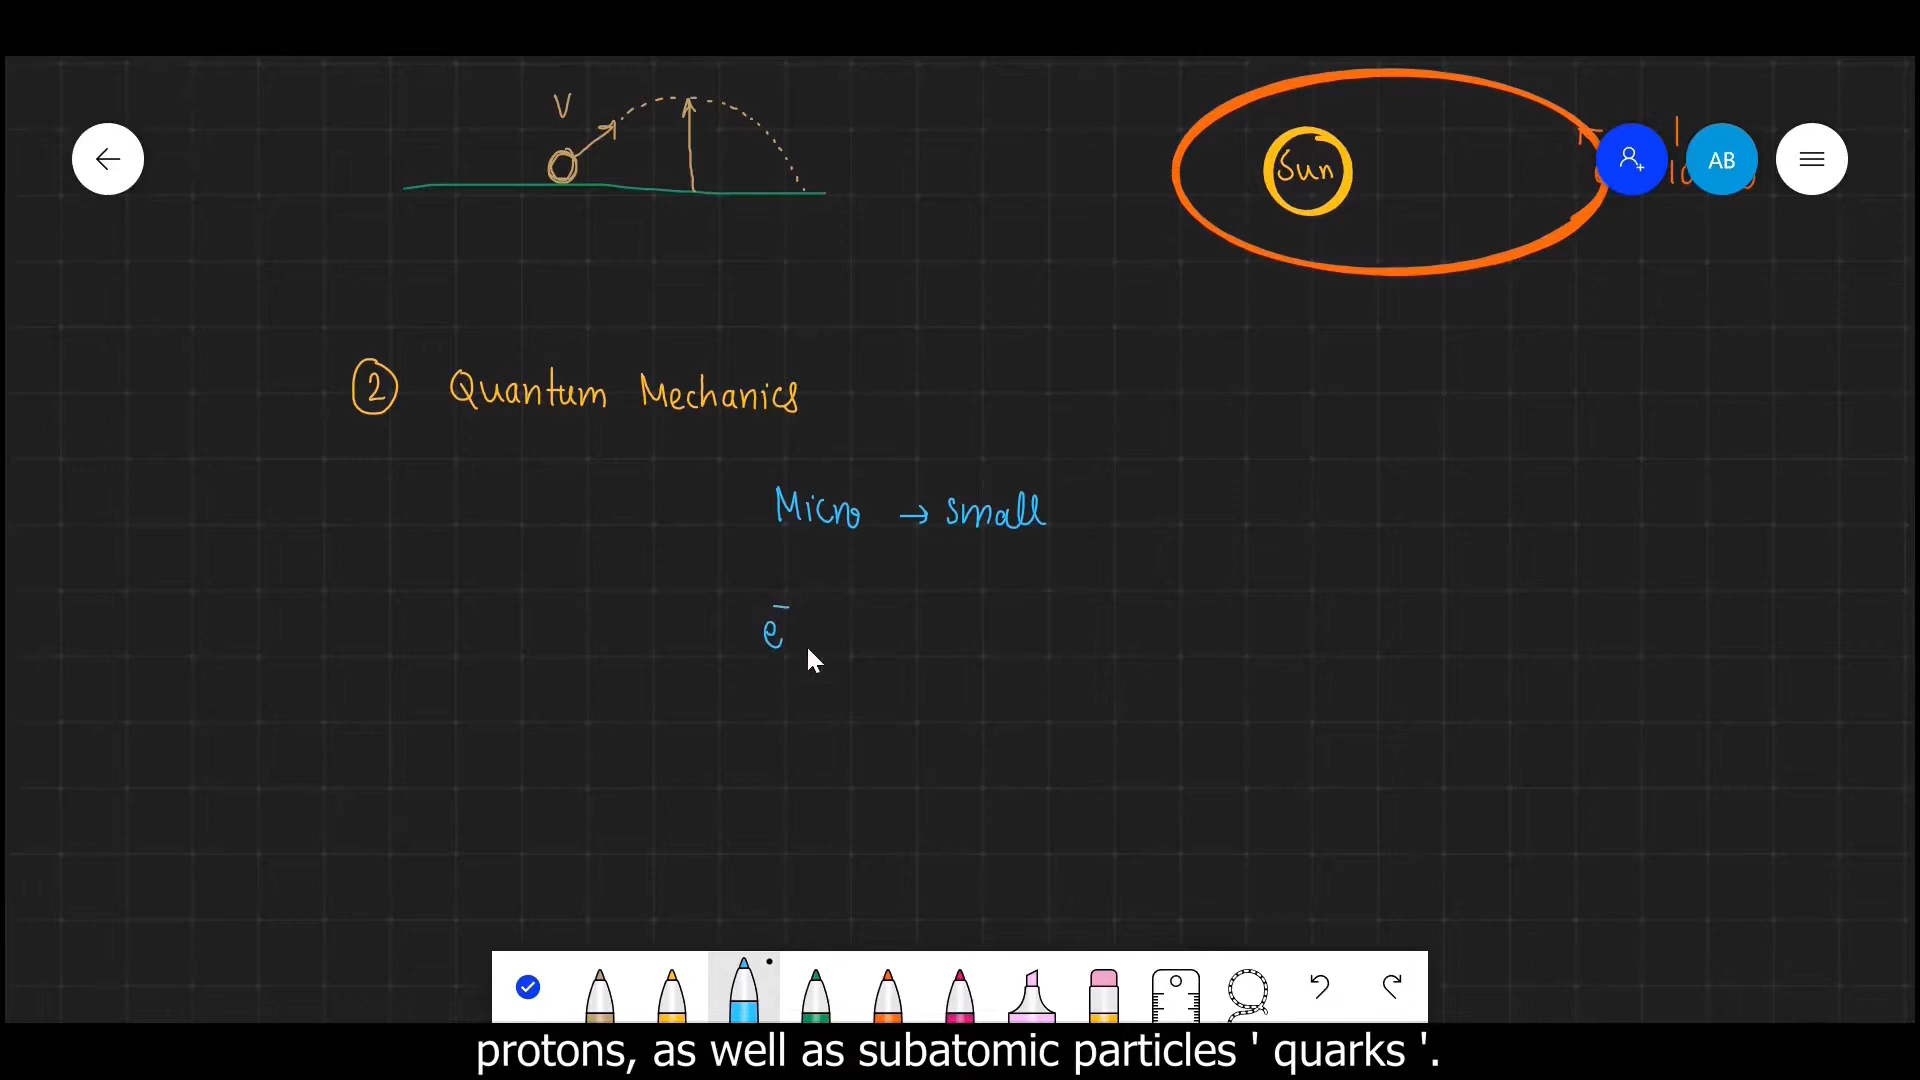 V
Sun
AB
2 Quantum Mechanics
Micro → small
e⁻
protons, as well as subatomic particles ' quarks '.